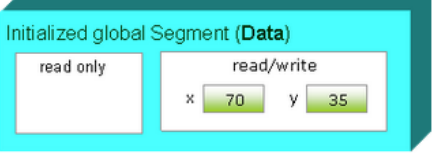 Initialized global Segment (Data)
read only
read/write
x 70 y 35